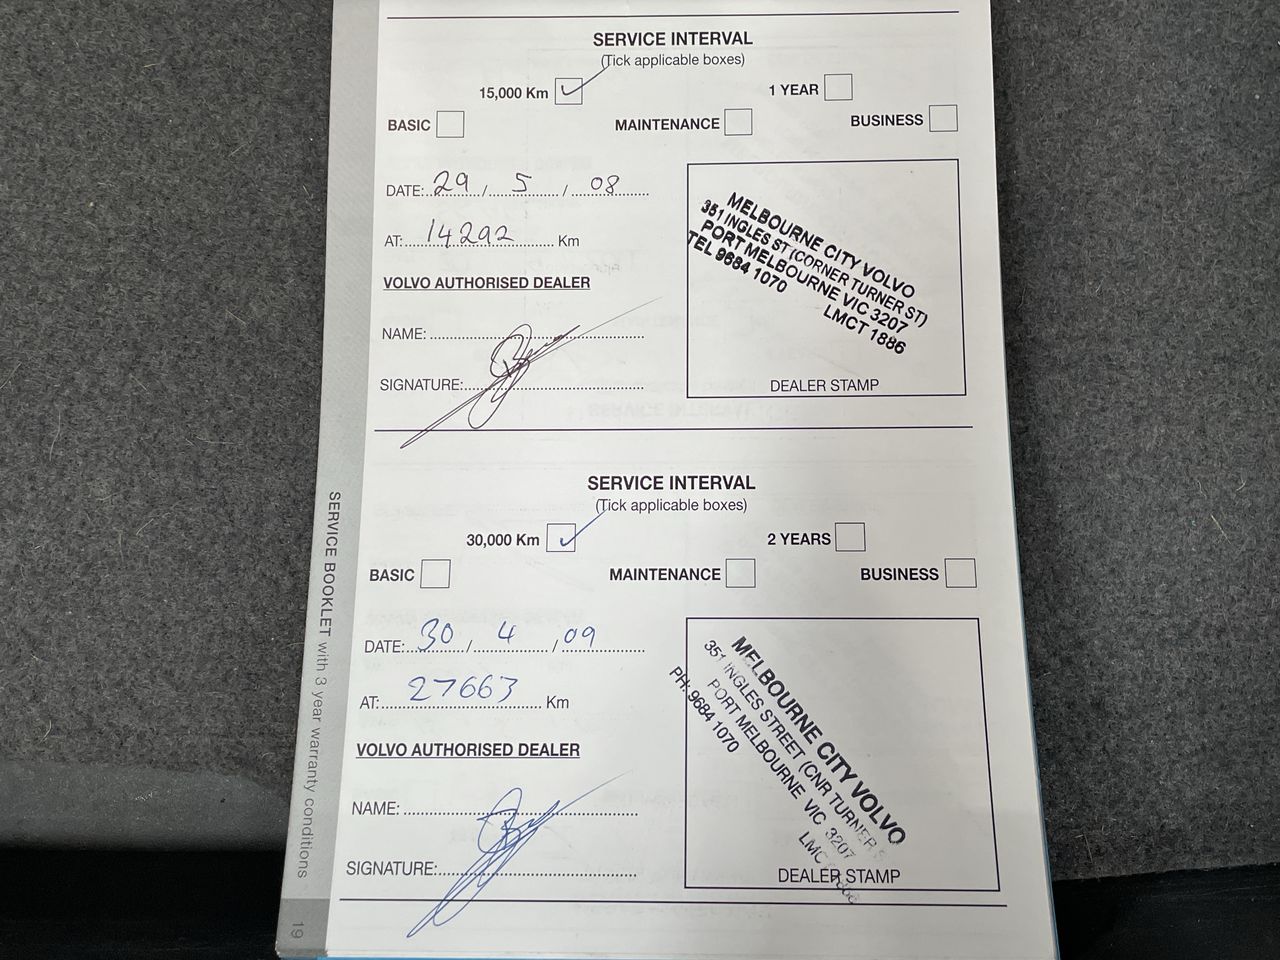 SERVICE INTERVAL
(Tick applicable boxes)
15,000 Km 1 YEAR
BASIC MAINTENANCE BUSINESS
DATE: 29 / 5 / 08
AT: 14292 Km
VOLVO AUTHORISED DEALER
NAME:
SIGNATURE:
MELBOURNE CITY VOLVO
351 INGLES ST (CORNER TURNER ST)
PORT MELBOURNE VIC 3207
TEL 9684 1070 LMCT 1886
DEALER STAMP
SERVICE INTERVAL
(Tick applicable boxes)
30,000 Km 2 YEARS
BASIC MAINTENANCE BUSINESS
DATE: 30 / 4 / 09
AT: 27663 Km
VOLVO AUTHORISED DEALER
NAME:
SIGNATURE:
MELBOURNE CITY VOLVO
351 INGLES STREET (CNR TURNER
PORT MELBOURNE VIC 3207
PH: 9684 1070
DEALER STAMP
SERVICE BOOKLET with 3 year warranty conditions
19